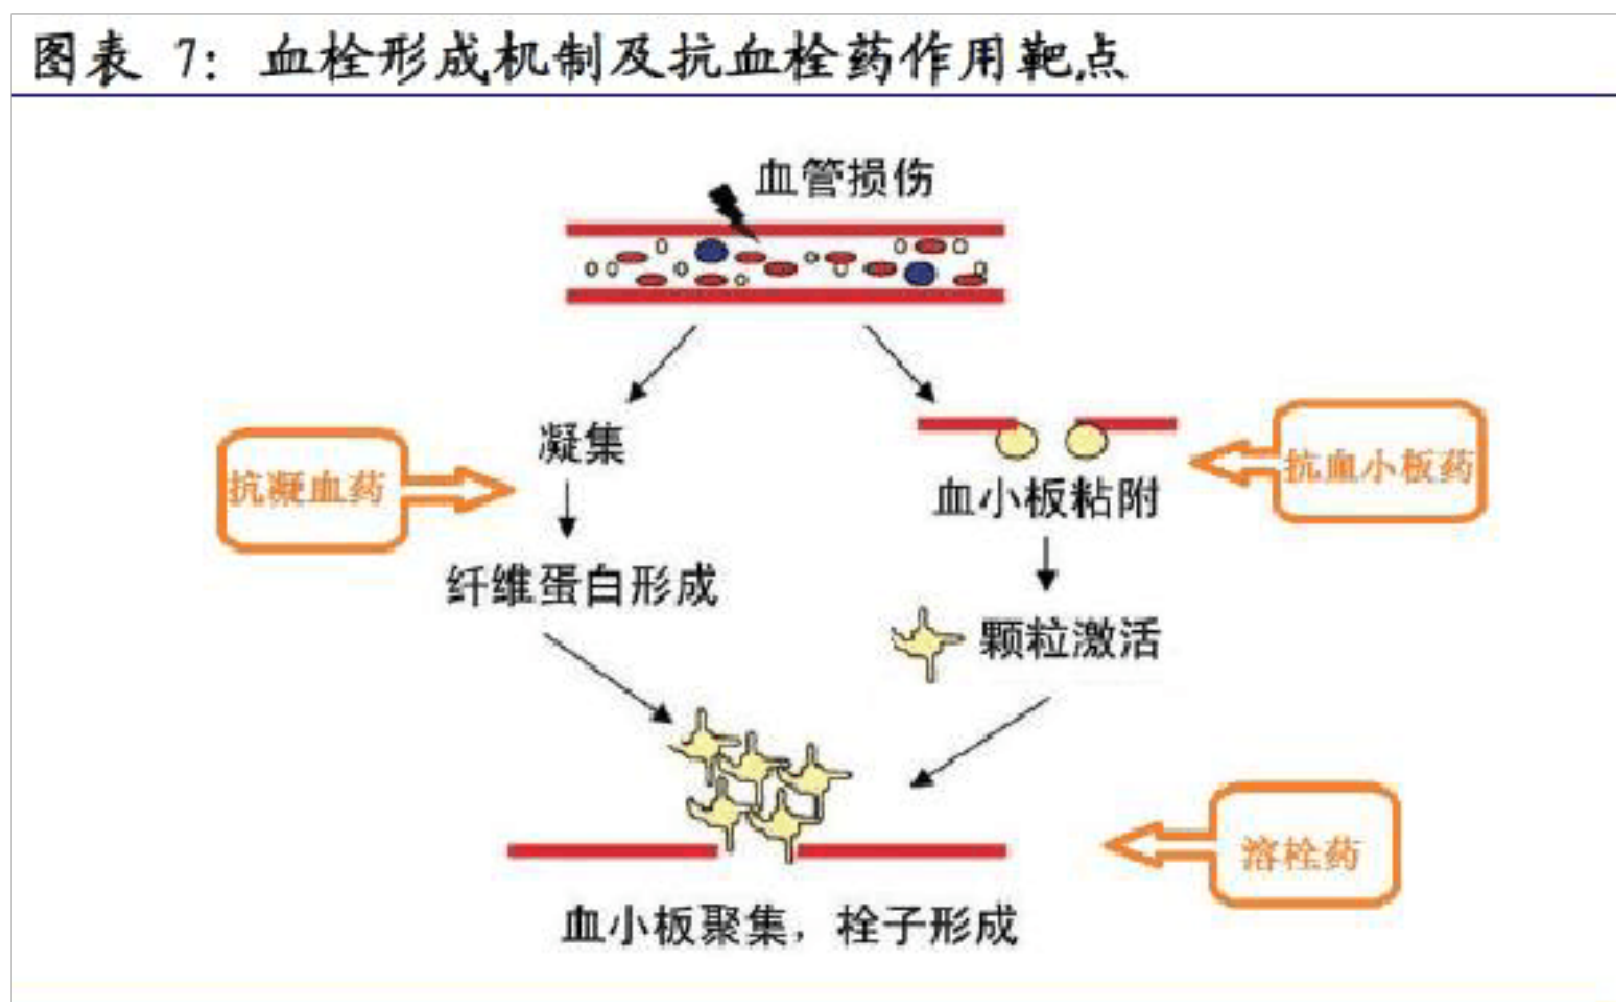 图表 7：血栓形成机制及抗血栓药作用靶点
血管损伤
凝集
抗凝血药
血小板粘附
抗血小板药
纤维蛋白形成
颗粒激活
溶栓药
血小板聚集，栓子形成